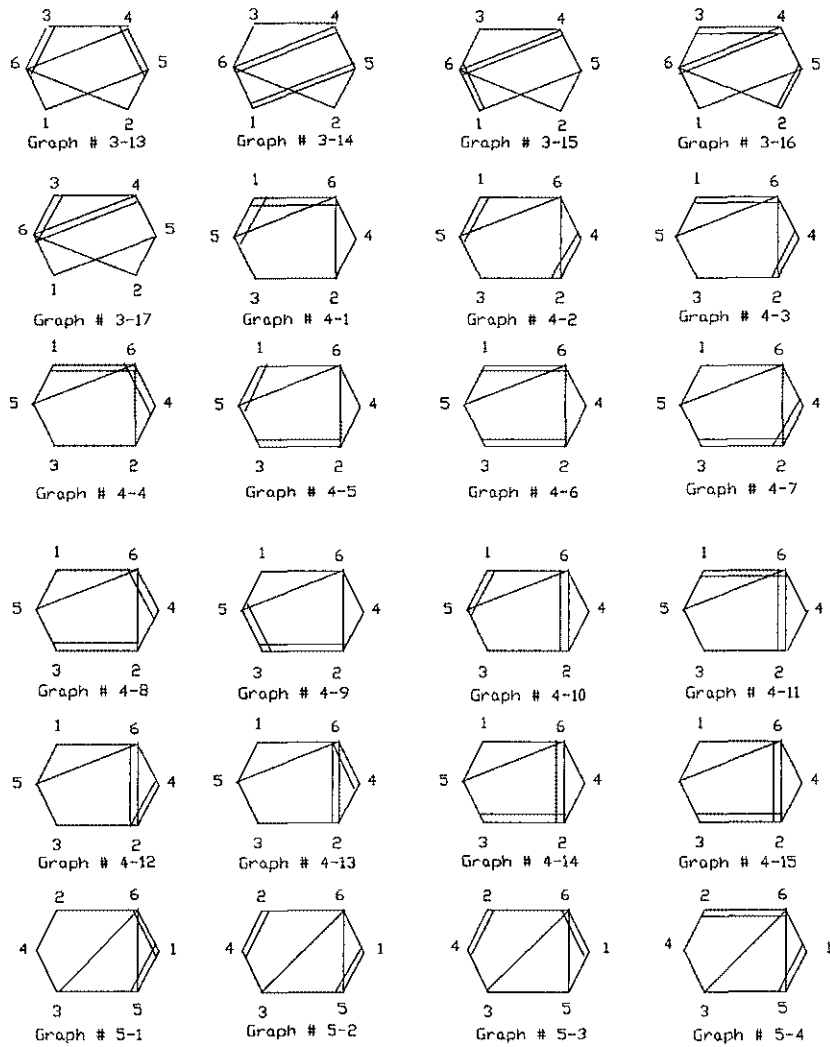 3 4 3 4 3 4 3 4
6 5 6 5 6 5 6 5
1 2 1 2 1 2 1 2
Graph # 3-13 Graph # 3-14 Graph # 3-15 Graph # 3-16
3 4 1 6 1 6 1 6
6 5 5 4 5 4 5 4
1 2 3 2 3 2 3 2
Graph # 3-17 Graph # 4-1 Graph # 4-2 Graph # 4-3
1 6 1 6 1 6 1 6
5 4 5 4 5 4 5 4
3 2 3 2 3 2 3 2
Graph # 4-4 Graph # 4-5 Graph # 4-6 Graph # 4-7
1 6 1 6 1 6 1 6
5 4 5 4 5 4 5 4
3 2 3 2 3 2 3 2
Graph # 4-8 Graph # 4-9 Graph # 4-10 Graph # 4-11
1 6 1 6 1 6 1 6
5 4 5 4 5 4 5 4
3 2 3 2 3 2 3 2
Graph # 4-12 Graph # 4-13 Graph # 4-14 Graph # 4-15
2 6 2 6 2 6 2 6
4 1 4 1 4 1 4 1
3 5 3 5 3 5 3 5
Graph # 5-1 Graph # 5-2 Graph # 5-3 Graph # 5-4